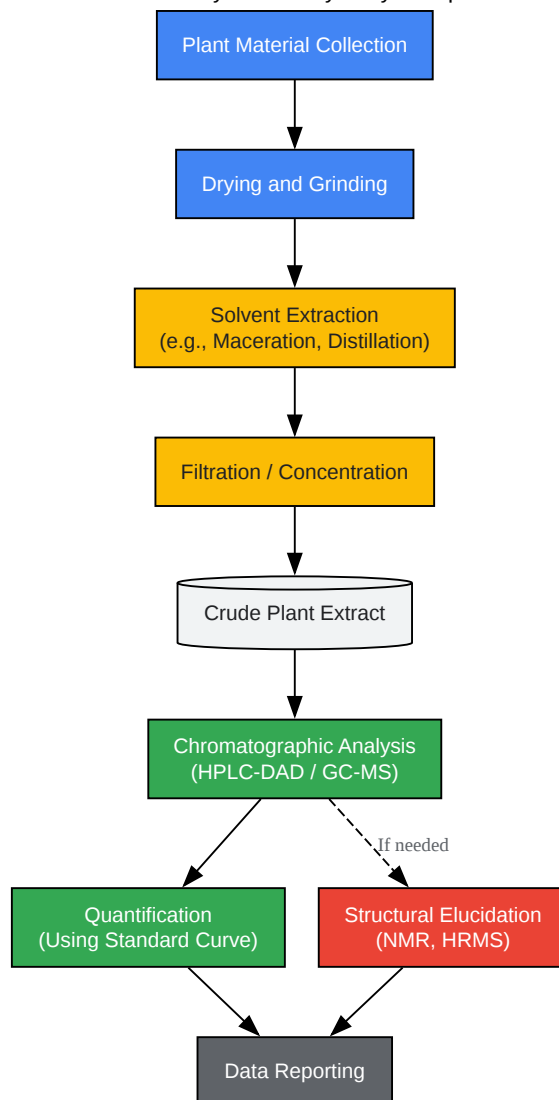 Plant Material Collection
Drying and Grinding
Solvent Extraction
(e.g., Maceration, Distillation)
Filtration / Concentration
Crude Plant Extract
Chromatographic Analysis
(HPLC-DAD / GC-MS)
If needed
Quantification
(Using Standard Curve)
Structural Elucidation
(NMR, HRMS)
Data Reporting